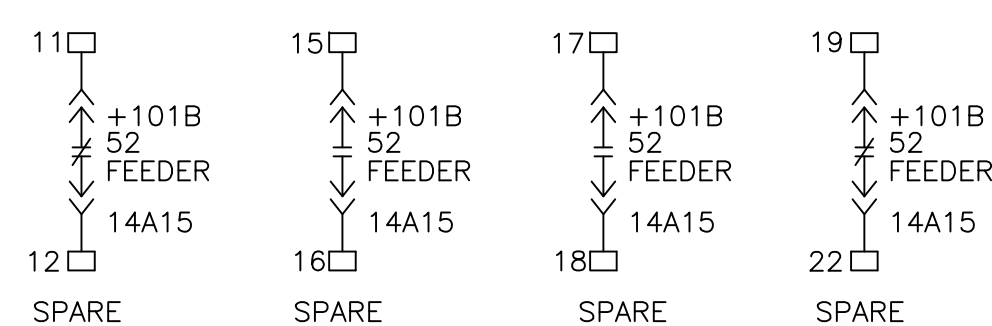 11
+101B
52
FEEDER
14A15
12
SPARE
15
+101B
52
FEEDER
14A15
16
SPARE
17
+101B
52
FEEDER
14A15
18
SPARE
19
+101B
52
FEEDER
14A15
22
SPARE